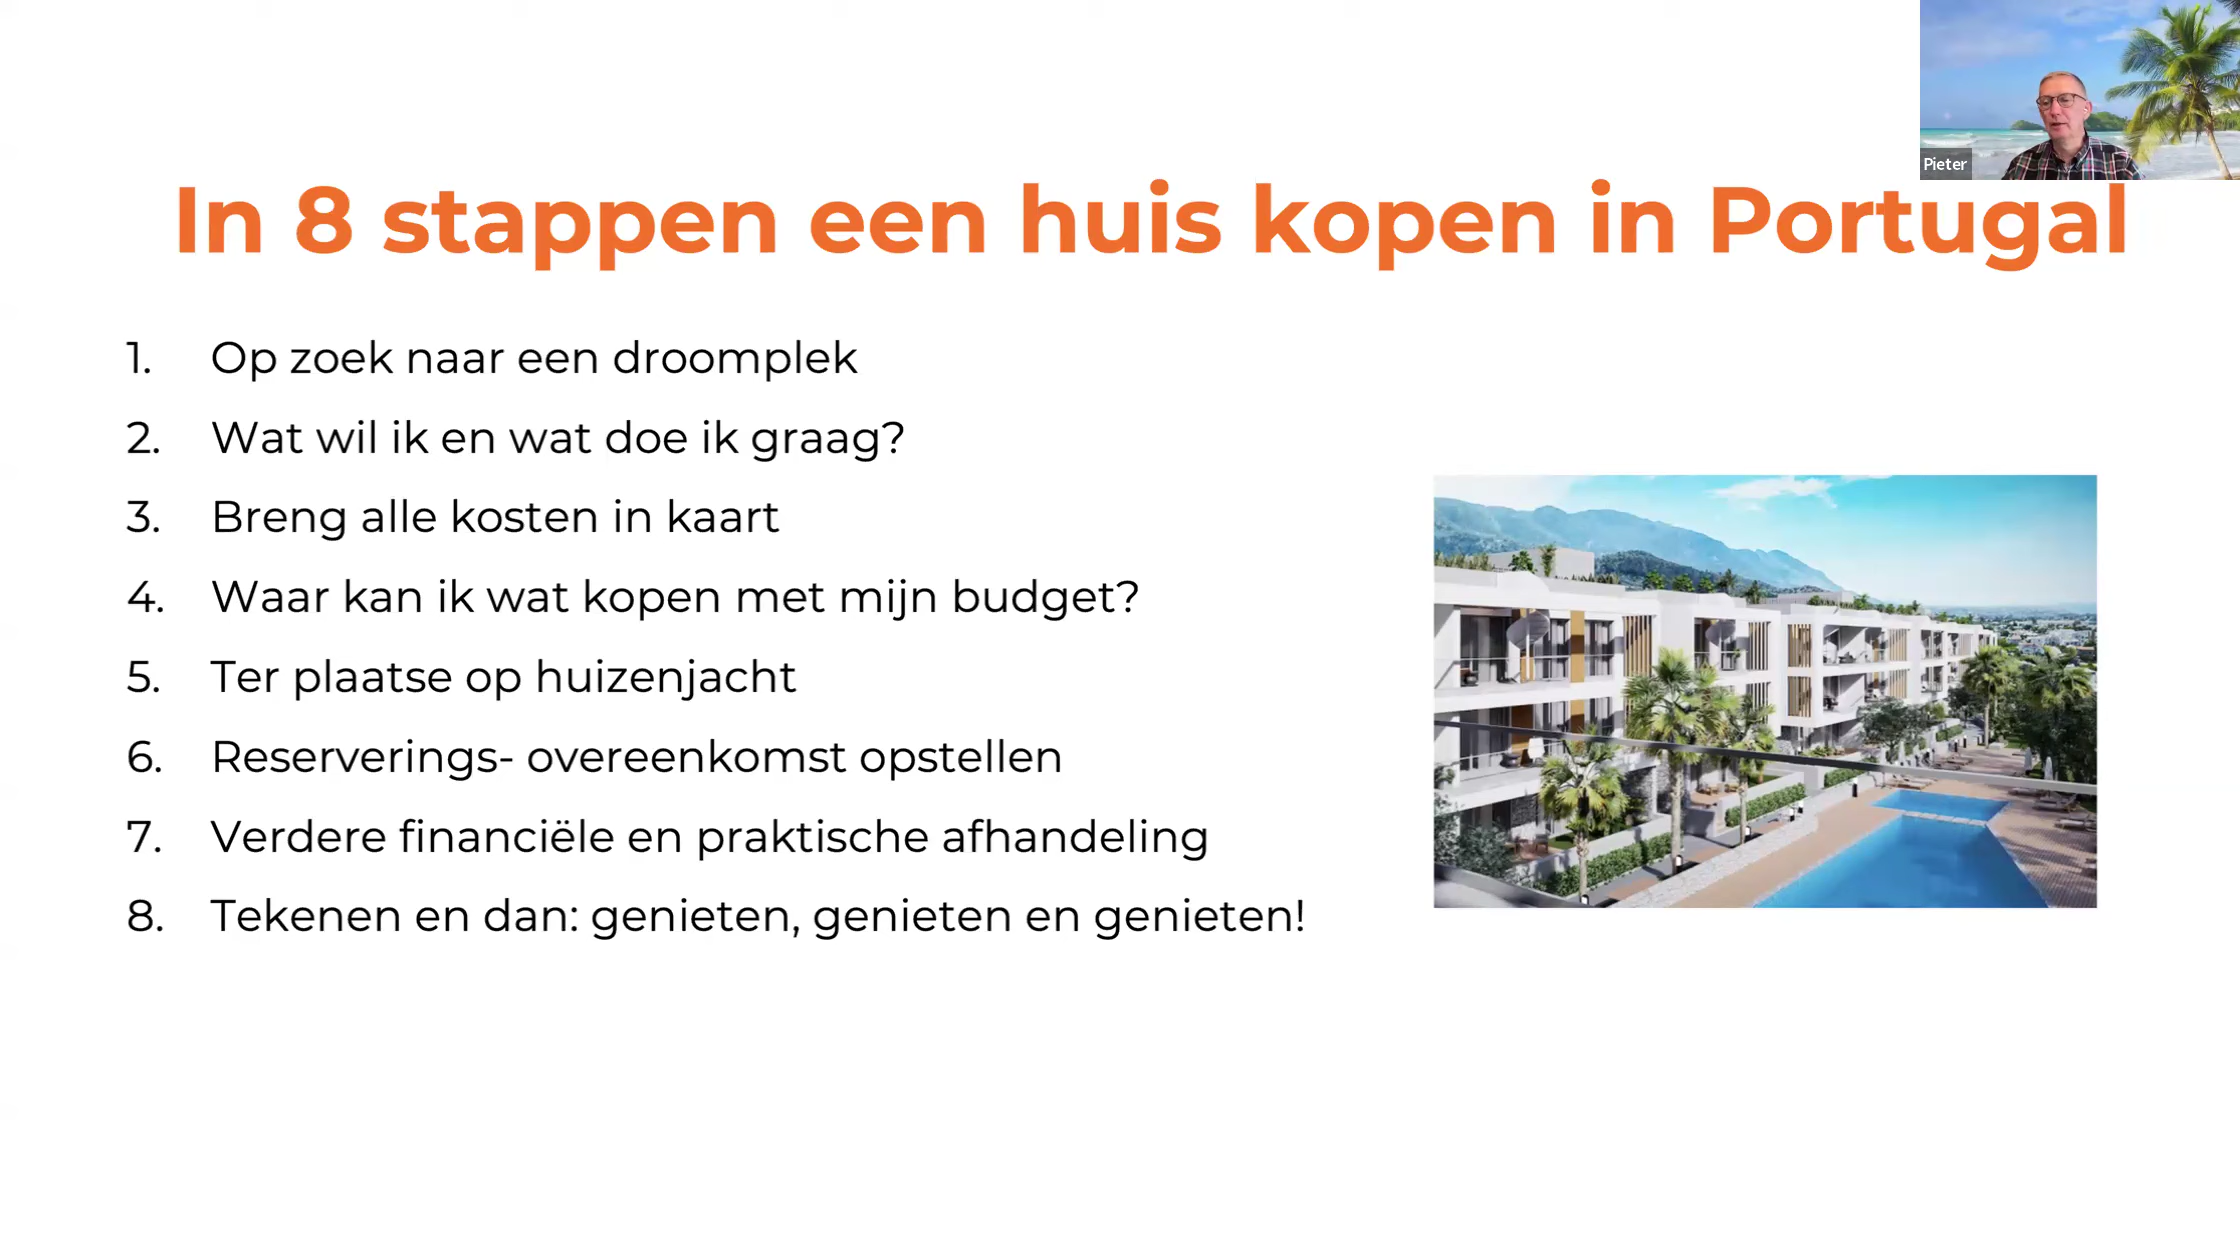 Pieter
In 8 stappen een huis kopen in Portugal
1. Op zoek naar een droomplek
2. Wat wil ik en wat doe ik graag?
3. Breng alle kosten in kaart
4. Waar kan ik wat kopen met mijn budget?
5. Ter plaatse op huizenjacht
6. Reserverings- overeenkomst opstellen
7. Verdere financiële en praktische afhandeling
8. Tekenen en dan: genieten, genieten en genieten!